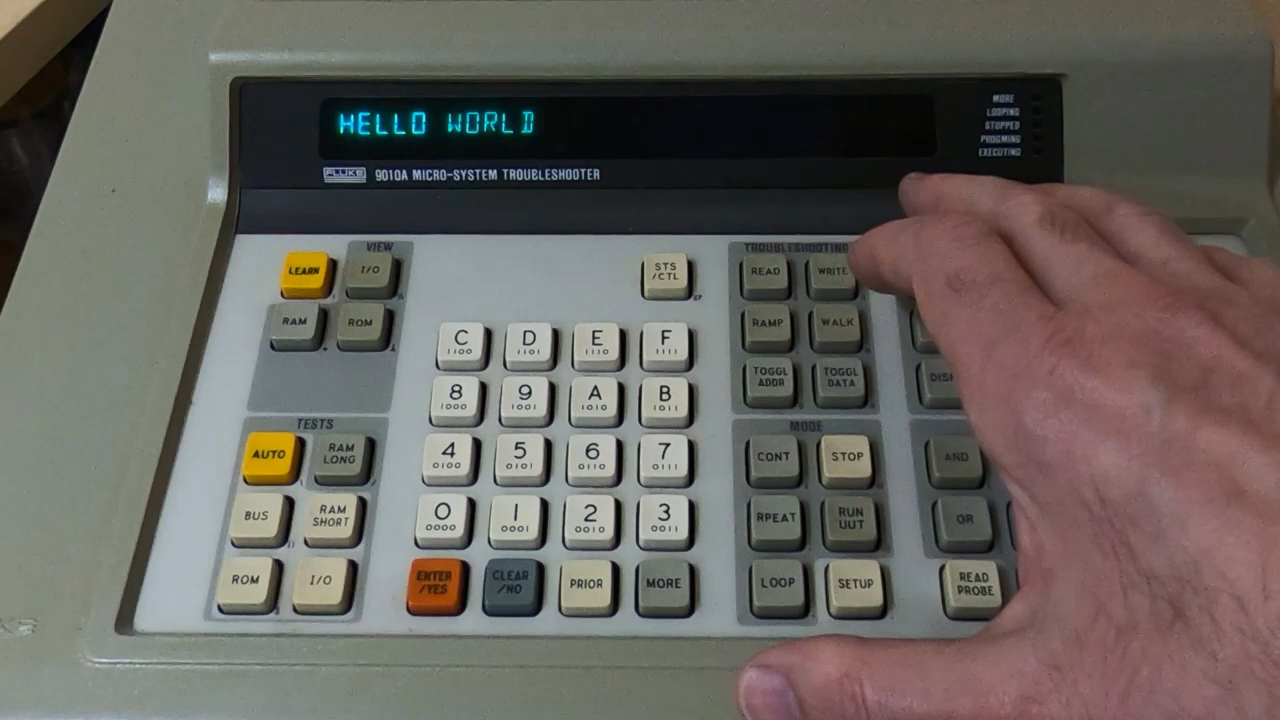 HELLO WORLD
MORE
LOOPING
STOPPED
PROGMING
EXECUTING
FLUKE 9010A MICRO-SYSTEM TROUBLESHOOTER
VIEW
LEARN
I/O
RAM
ROM
STS
/CTL
C
1100
D
1101
E
1110
F
1111
8
1000
9
1001
A
1010
B
1011
4
0100
5
0101
6
0110
7
0111
0
0000
1
0001
2
0010
3
0011
ENTER
/YES
CLEAR
/NO
PRIOR
MORE
TESTS
AUTO
RAM
LONG
BUS
RAM
SHORT
ROM
I/O
TROUBLESHOOTING
READ
WRITE
RAMP
WALK
TOGGL
ADDR
TOGGL
DATA
MODE
CONT
STOP
RPEAT
RUN
UUT
LOOP
SETUP
AND
OR
READ
PROBE